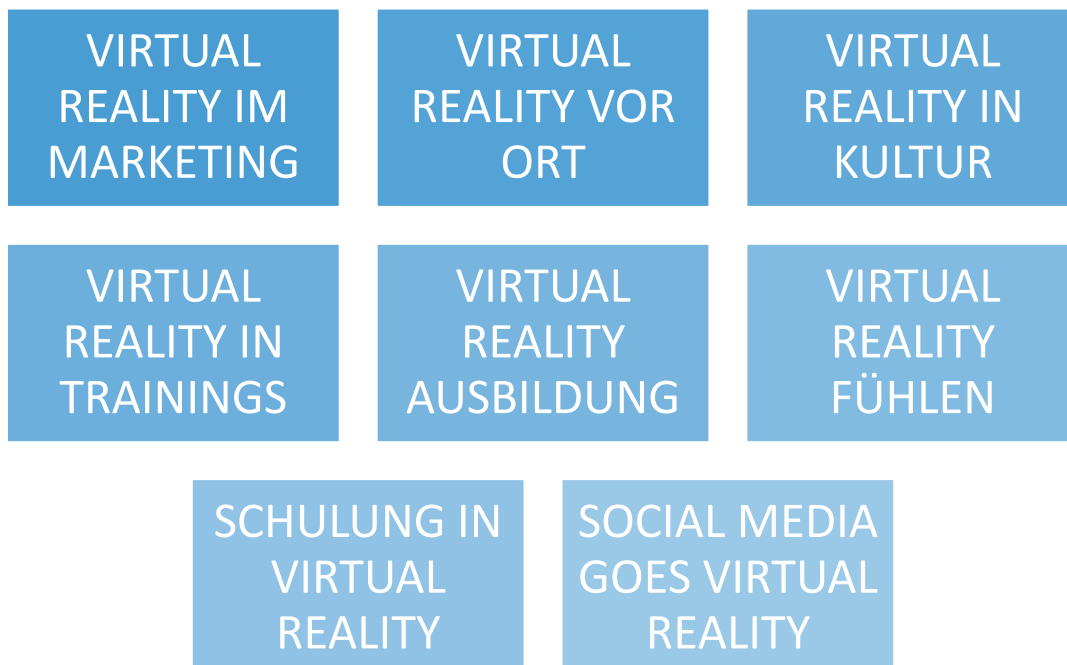 VIRTUAL
REALITY IM
MARKETING
VIRTUAL
REALITY VOR
ORT
VIRTUAL
REALITY IN
KULTUR
VIRTUAL
REALITY IN
TRAININGS
VIRTUAL
REALITY
AUSBILDUNG
VIRTUAL
REALITY
FÜHLEN
SCHULUNG IN
VIRTUAL
REALITY
SOCIAL MEDIA
GOES VIRTUAL
REALITY